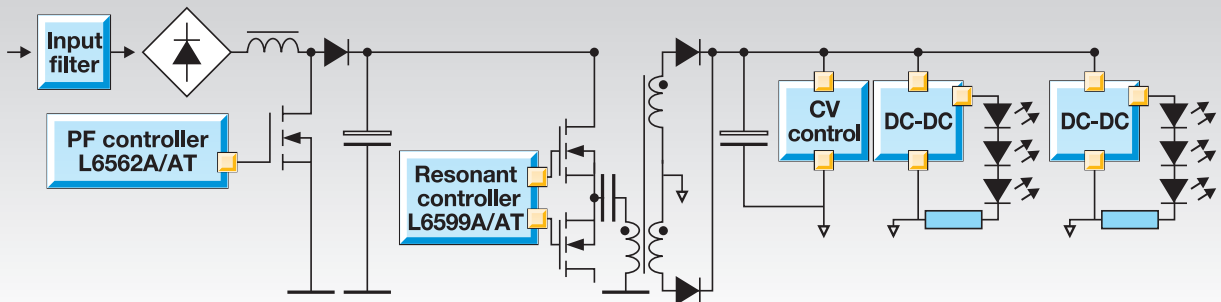 Input
filter
PF controller
L6562A/AT
Resonant
controller
L6599A/AT
CV
control
DC-DC
DC-DC